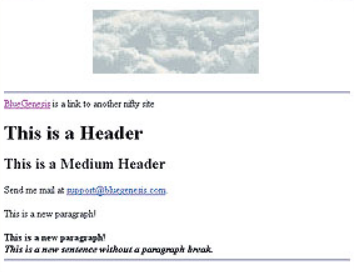 BlueGenesis is a link to another nifty site
This is a Header
This is a Medium Header
Send me mail at support@bluegenesis.com.
This is a new paragraph!
This is a new paragraph!
This is a new sentence without a paragraph break.